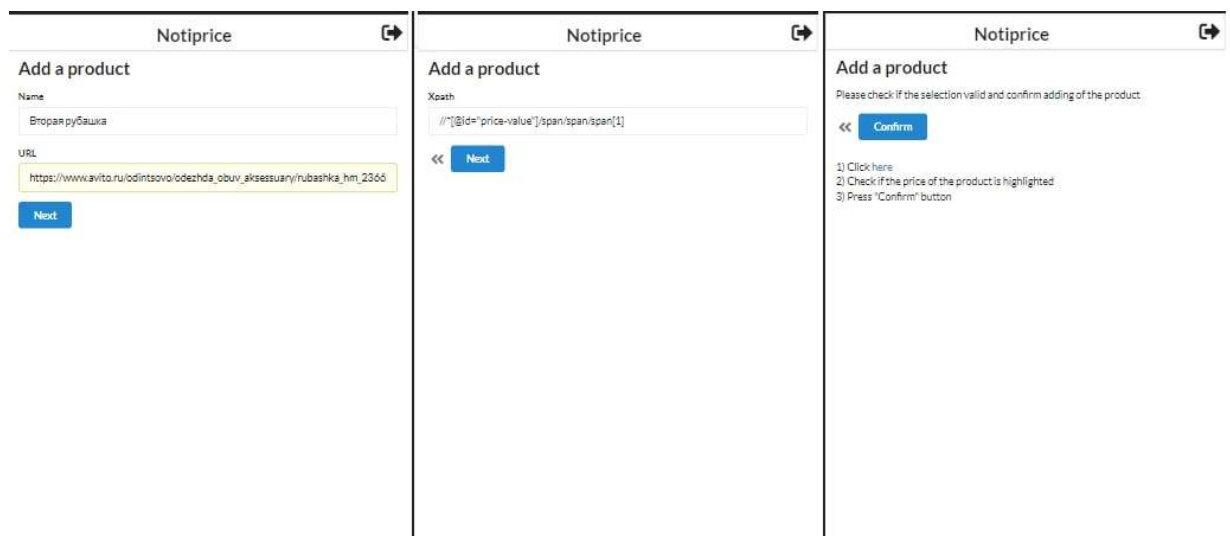 Notiprice
Add a product
Name
Вторая рубашка
URL
https://www.avito.ru/odintsovo/odezhda_obuv_aksessuary/rubashka_hm_2366
Next
Notiprice
Add a product
Xpath
//*[@id="price-value"]/span/span/span[1]
« Next
Notiprice
Add a product
Please check if the selection valid and confirm adding of the product
« Confirm
1) Click here
2) Check if the price of the product is highlighted
3) Press "Confirm" button